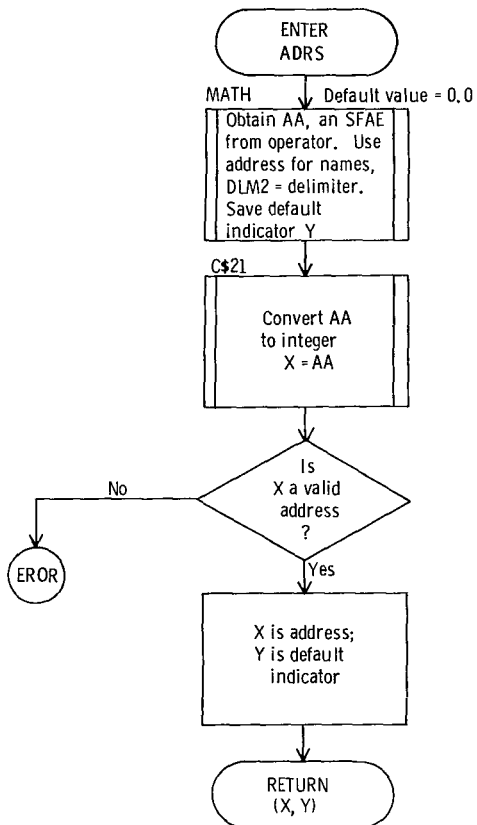 ENTER
ADRS
MATH
Default value = 0.0
Obtain AA, an SFAE
from operator. Use
address for names,
DLM2 = delimiter.
Save default
indicator Y
C$21
Convert AA
to integer
X = AA
Is
X a valid
address
?
No
EROR
Yes
X is address;
Y is default
indicator
RETURN
(X, Y)